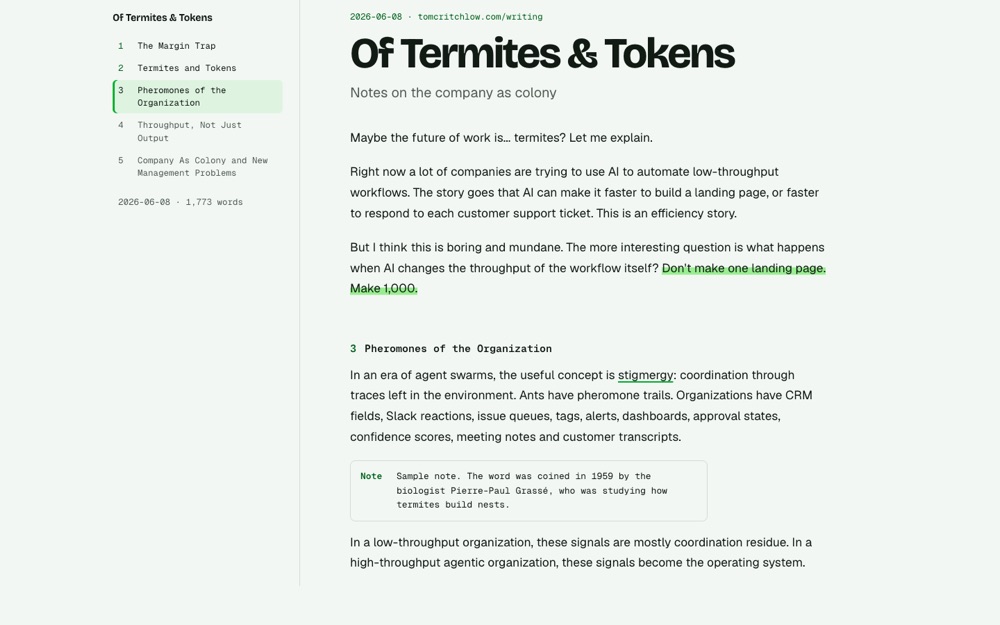 Of Termites & Tokens
1 The Margin Trap
2 Termites and Tokens
3 Pheromones of the
Organization
4 Throughput, Not Just
Output
5 Company As Colony and New
Management Problems
2026-06-08 · 1,773 words
2026-06-08 · tomcritchlow.com/writing
Of Termites & Tokens
Notes on the company as colony
Maybe the future of work is… termites? Let me explain.
Right now a lot of companies are trying to use AI to automate low-throughput
workflows. The story goes that AI can make it faster to build a landing page, or faster
to respond to each customer support ticket. This is an efficiency story.
But I think this is boring and mundane. The more interesting question is what happens
when AI changes the throughput of the workflow itself? Don't make one landing page.
Make 1,000.
3 Pheromones of the Organization
In an era of agent swarms, the useful concept is stigmergy: coordination through
traces left in the environment. Ants have pheromone trails. Organizations have CRM
fields, Slack reactions, issue queues, tags, alerts, dashboards, approval states,
confidence scores, meeting notes and customer transcripts.
Note Sample note. The word was coined in 1959 by the
biologist Pierre-Paul Grassé, who was studying how
termites build nests.
In a low-throughput organization, these signals are mostly coordination residue. In a
high-throughput agentic organization, these signals become the operating system.